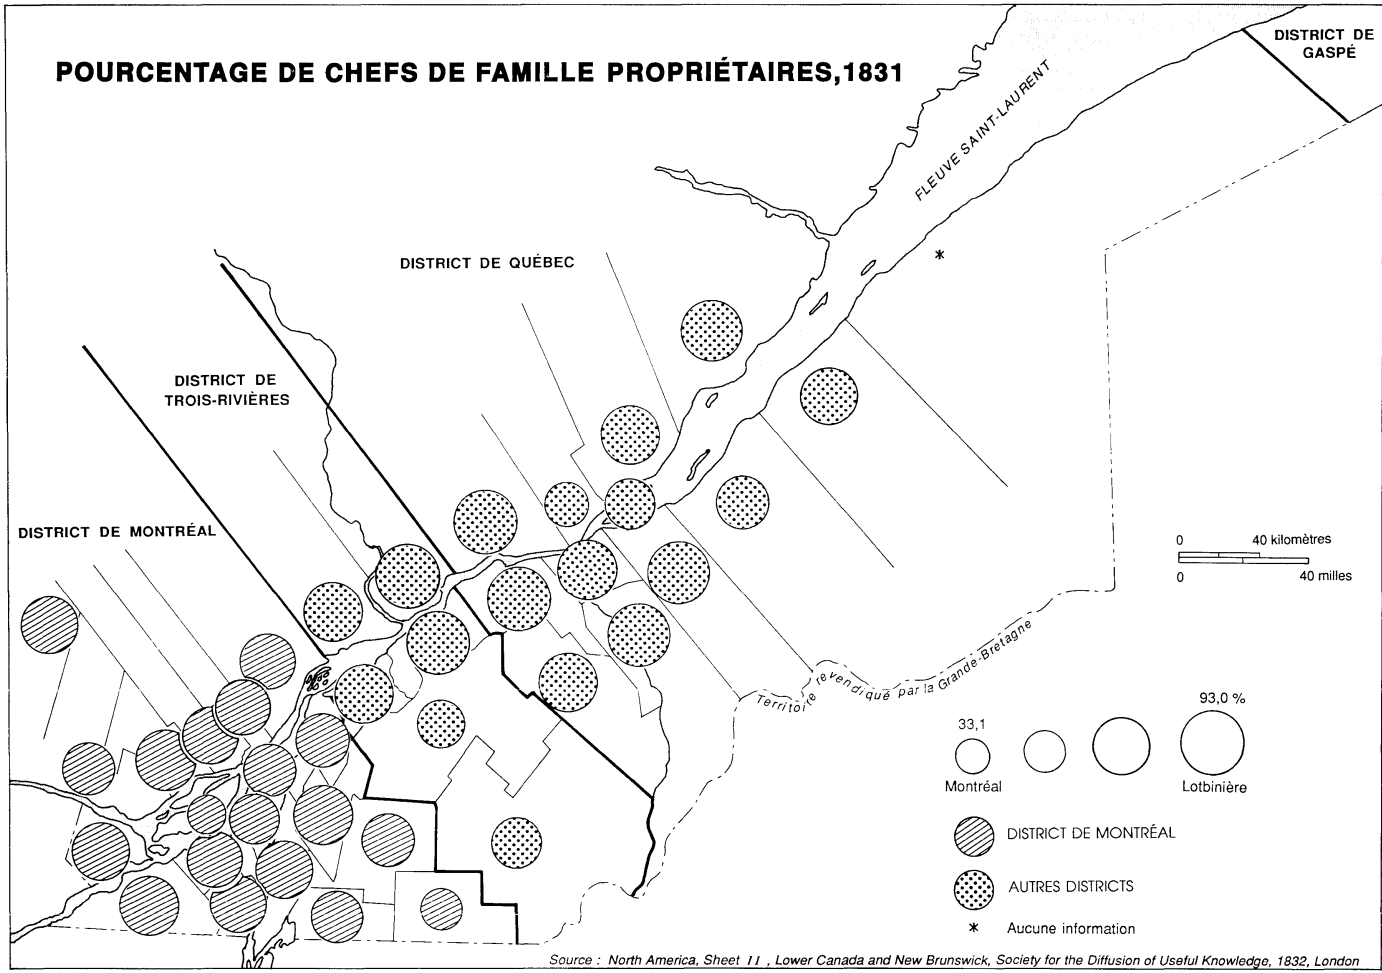 POURCENTAGE DE CHEFS DE FAMILLE PROPRIÉTAIRES,1831
DISTRICT DE
GASPÉ
FLEUVE SAINT-LAURENT
*
DISTRICT DE QUÉBEC
DISTRICT DE
TROIS-RIVIÈRES
DISTRICT DE MONTRÉAL
0 40 kilomètres
0 40 milles
Territoire revendiqué par la Grande-Bretagne
33,1
93,0 %
Montréal
Lotbinière
DISTRICT DE MONTRÉAL
AUTRES DISTRICTS
* Aucune information
Source : North America, Sheet II , Lower Canada and New Brunswick, Society for the Diffusion of Useful Knowledge, 1832, London